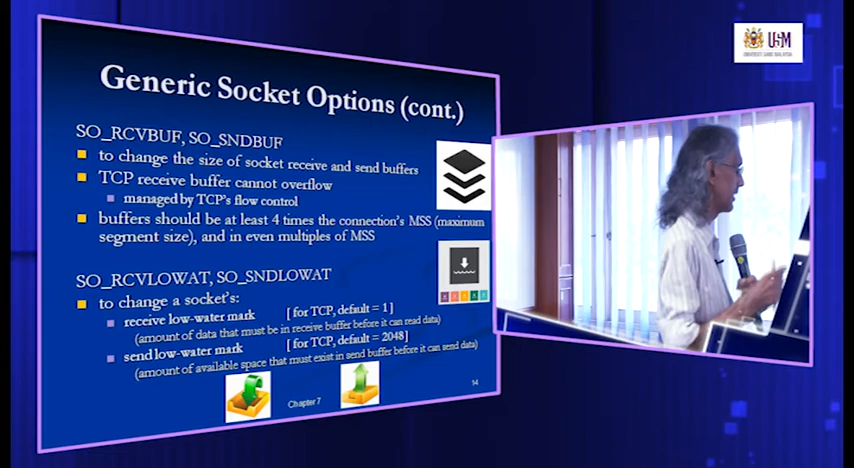 Generic Socket Options (cont.)
SO_RCVBUF, SO_SNDBUF
to change the size of socket receive and send buffers
TCP receive buffer cannot overflow
managed by TCP's flow control
buffers should be at least 4 times the connection's MSS (maximum
segment size), and in even multiples of MSS
SO_RCVLOWAT, SO_SNDLOWAT
to change a socket's:
receive low-water mark [ for TCP, default = 1 ]
(amount of data that must be in receive buffer before it can read data)
send low-water mark [ for TCP, default = 2048]
(amount of available space that must exist in send buffer before it can send data)
Chapter 7
14
USM
UNIVERSITI SAINS MALAYSIA